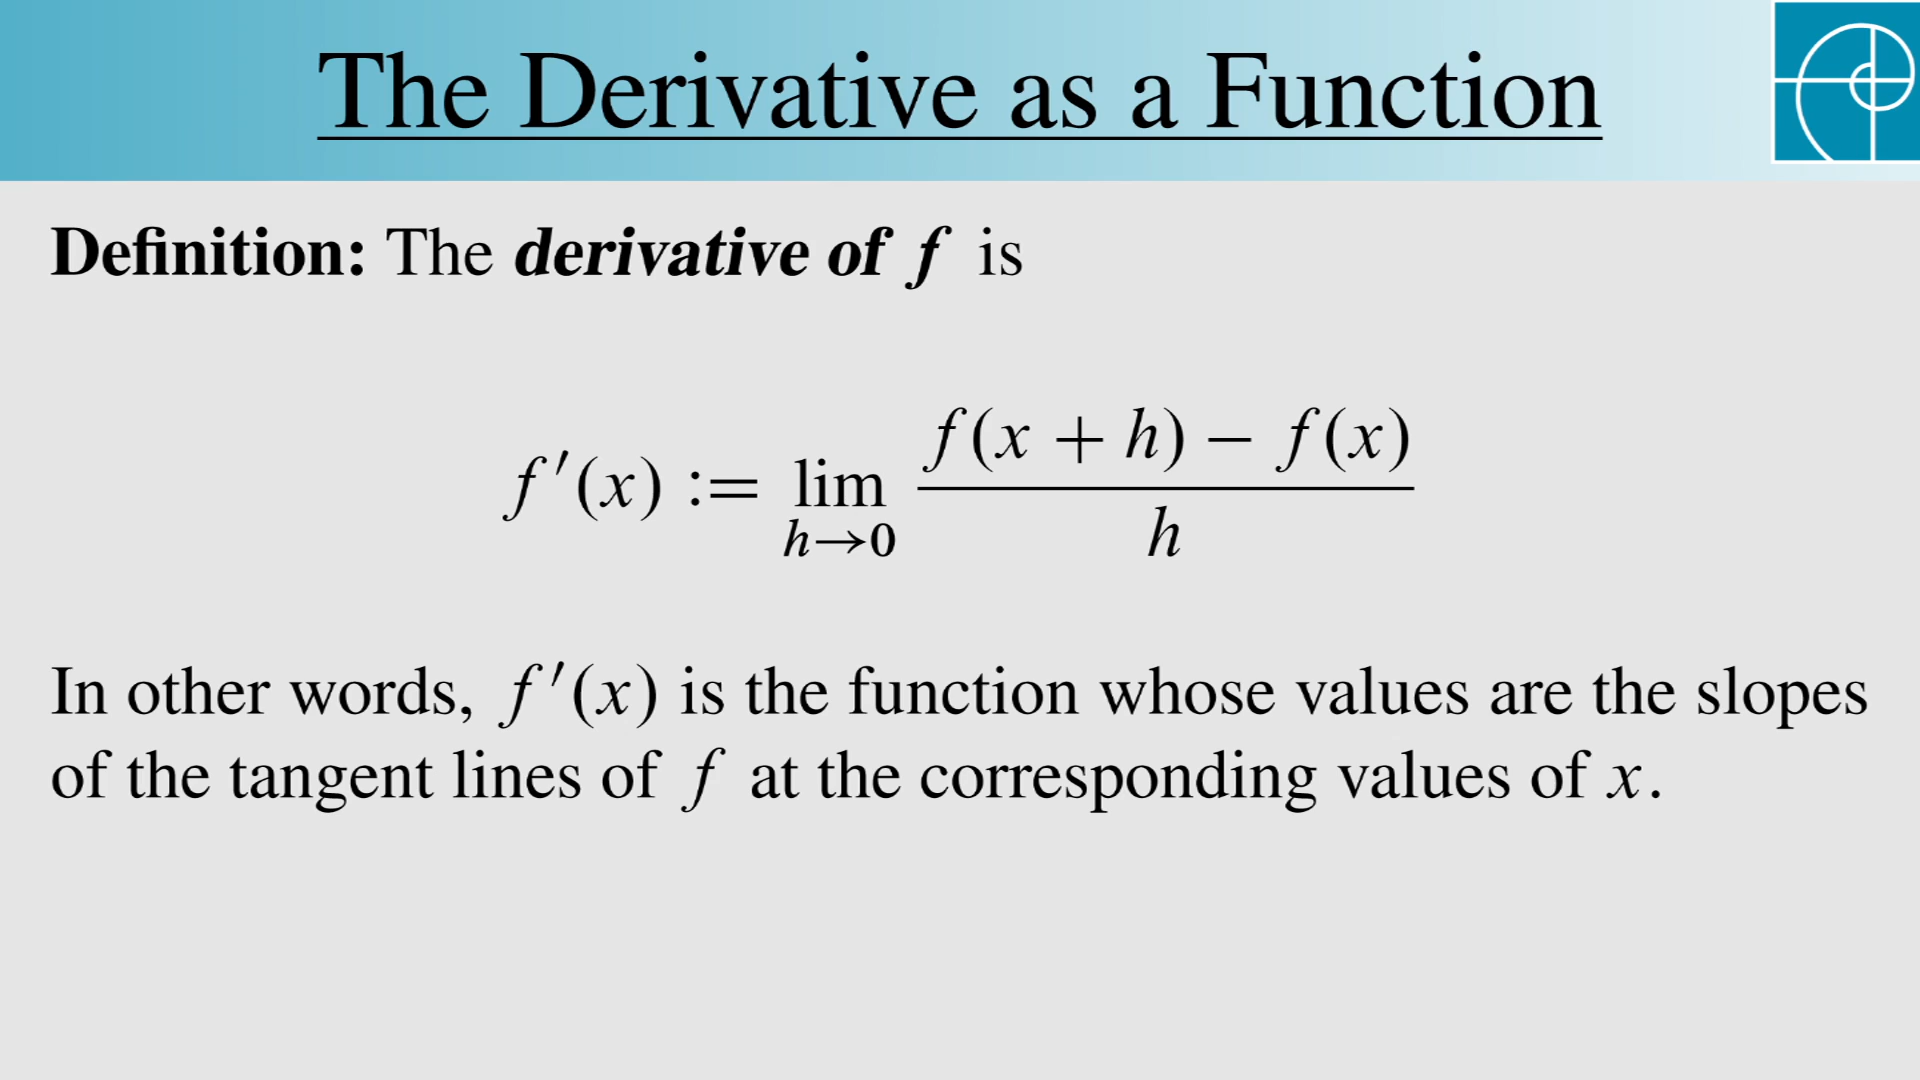 The Derivative as a Function
Definition: The derivative of f is
f′(x) := lim_{h→0} \frac{f(x + h) − f(x)}{h}
In other words, f′(x) is the function whose values are the slopes
of the tangent lines of f at the corresponding values of x.